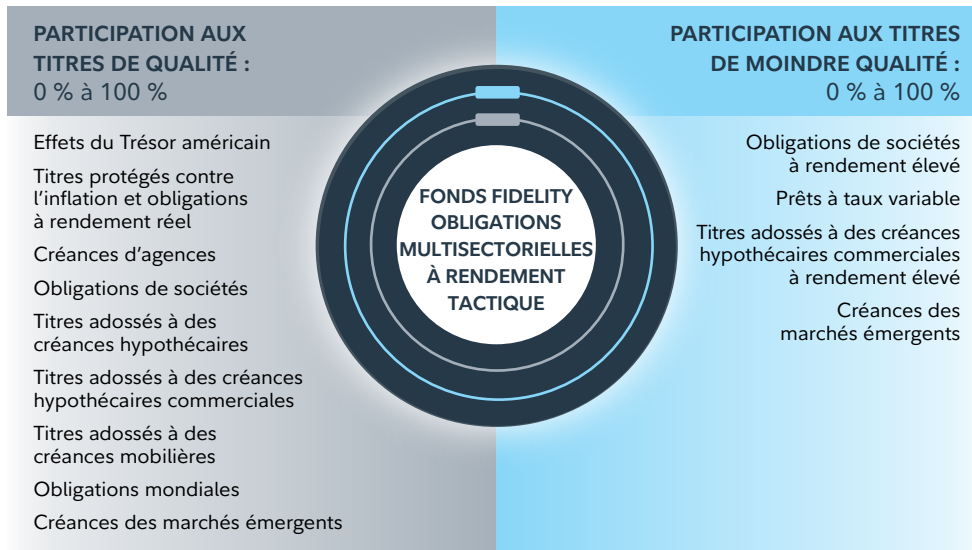 PARTICIPATION AUX
TITRES DE QUALITÉ :
0 % à 100 %
Effets du Trésor américain
Titres protégés contre
l’inflation et obligations
à rendement réel
Créances d’agences
Obligations de sociétés
Titres adossés à des
créances hypothécaires
Titres adossés à des créances
hypothécaires commerciales
Titres adossés à des
créances mobilières
Obligations mondiales
Créances des marchés émergents
FONDS FIDELITY
OBLIGATIONS
MULTISECTORIELLES
À RENDEMENT
TACTIQUE
PARTICIPATION AUX TITRES
DE MOINDRE QUALITÉ :
0 % à 100 %
Obligations de sociétés
à rendement élevé
Prêts à taux variable
Titres adossés à des créances
hypothécaires commerciales
à rendement élevé
Créances des
marchés émergents